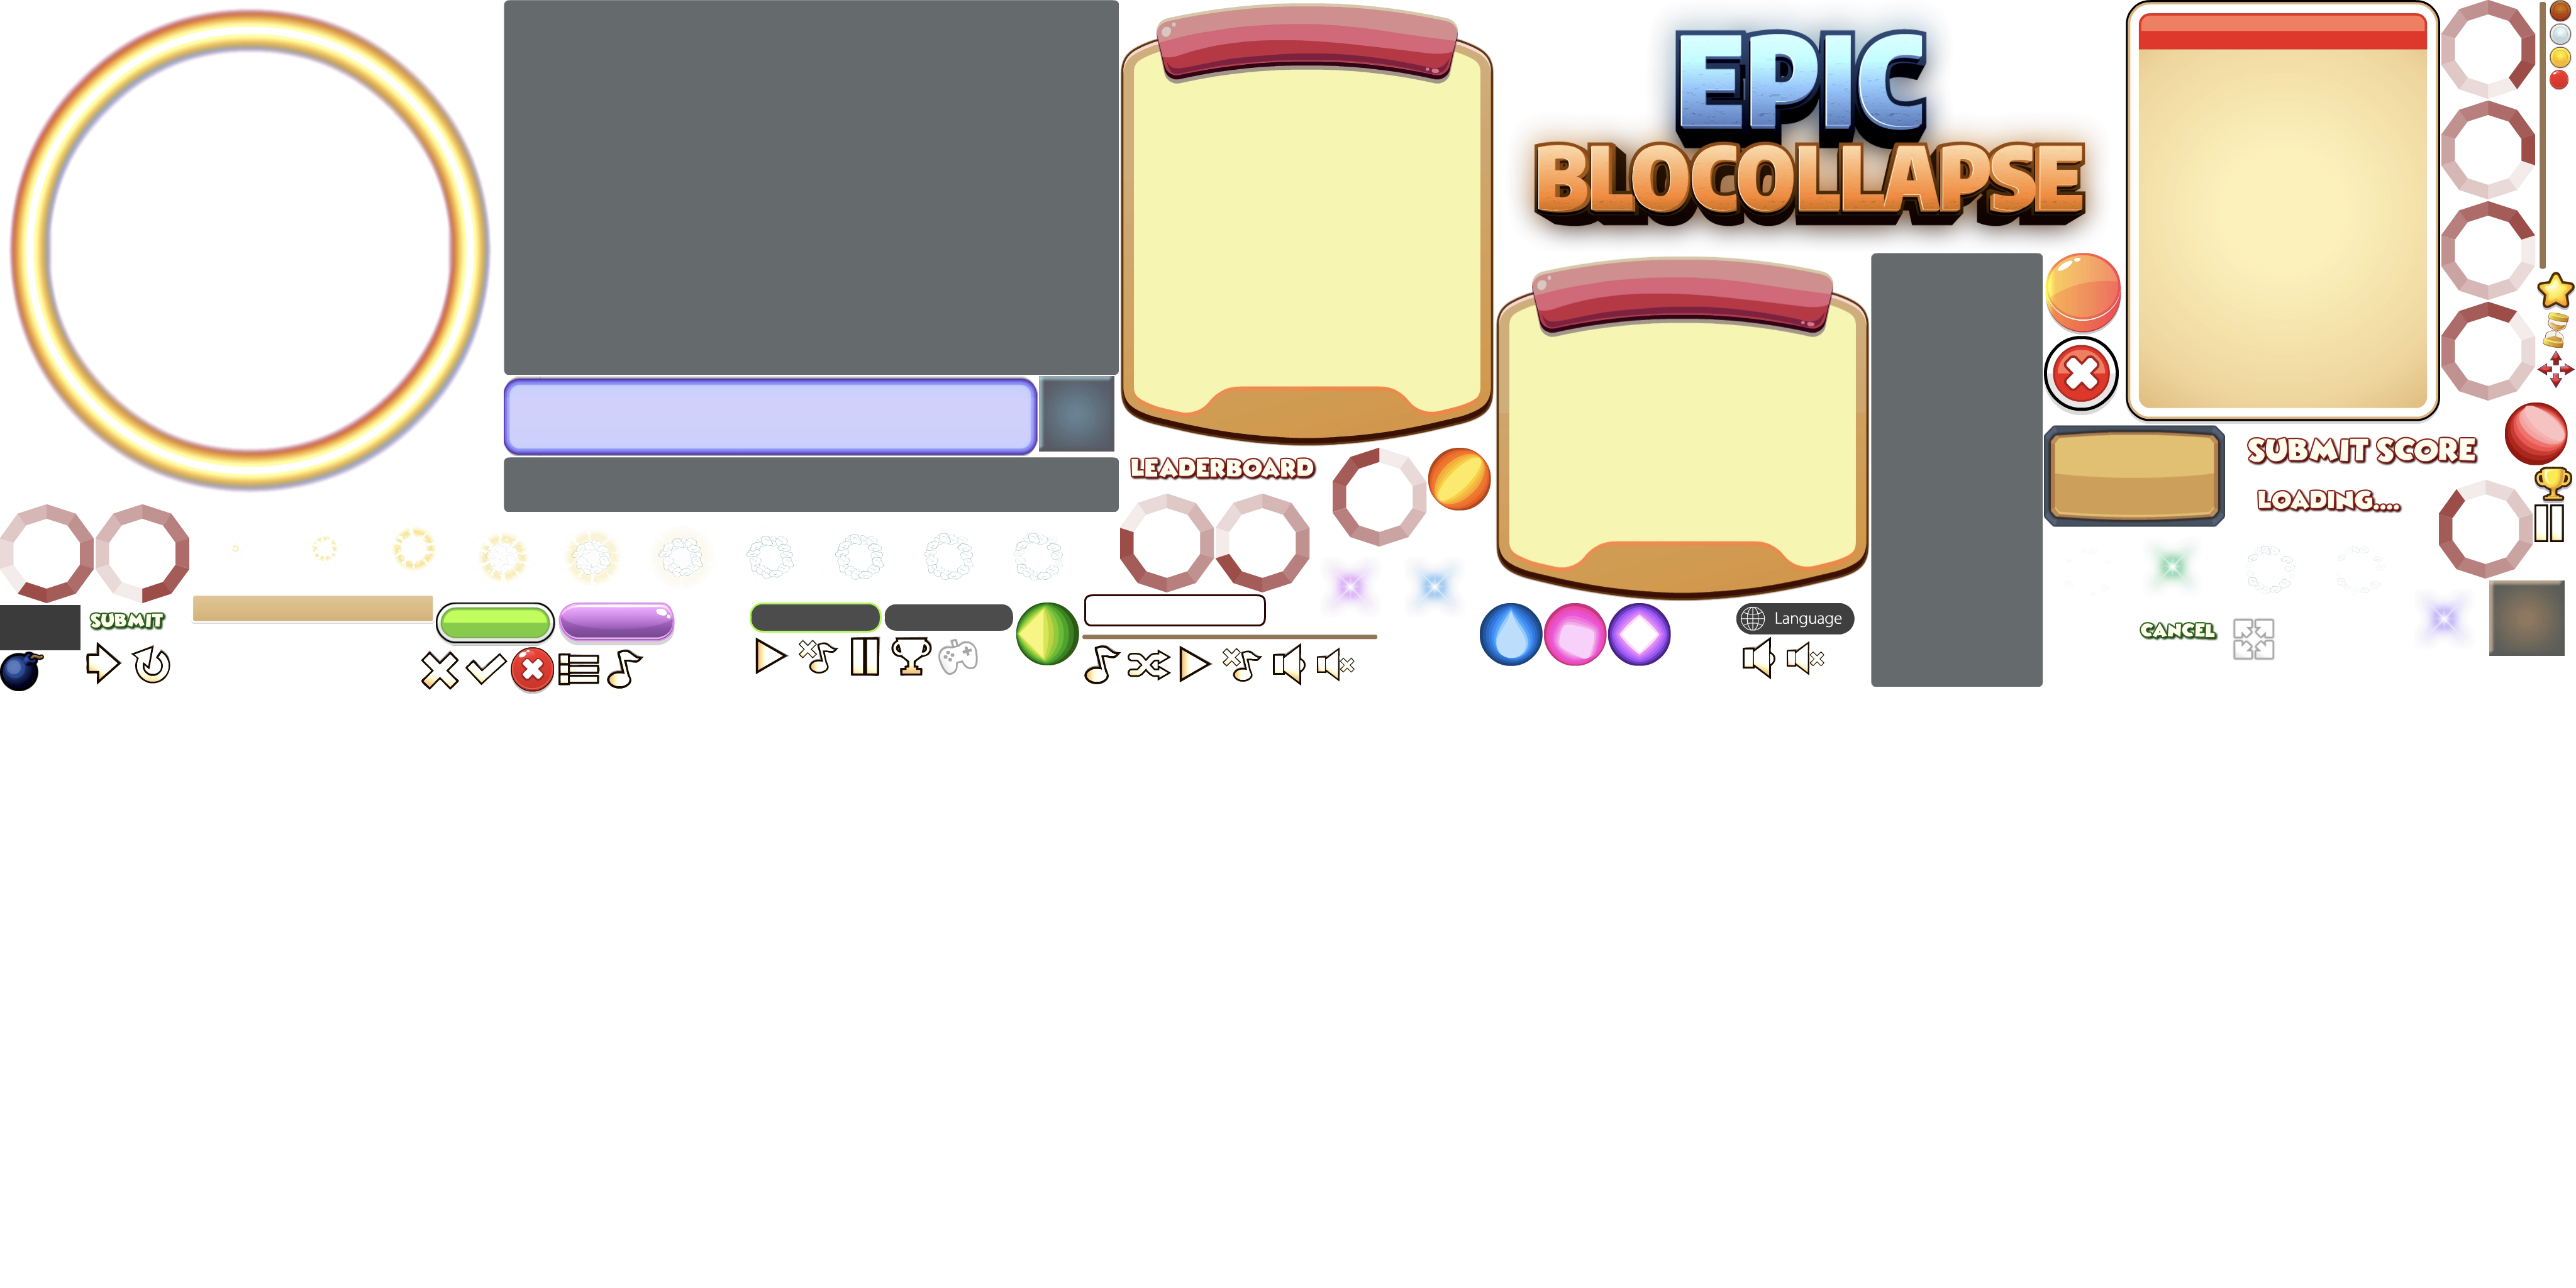 EPIC
BLOCOLLAPSE
LEADERBOARD
SUBMIT SCORE
LOADING....
SUBMIT
Language
CANCEL